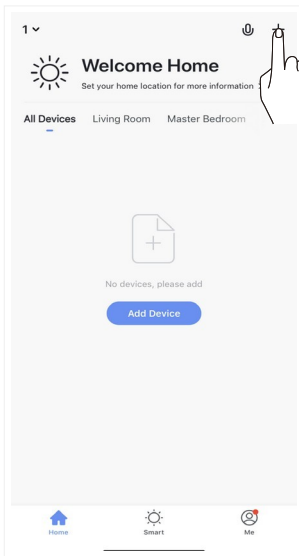 1
Welcome Home
Set your home location for more information
All Devices Living Room Master Bedroom
No devices, please add
Add Device
Home Smart Me